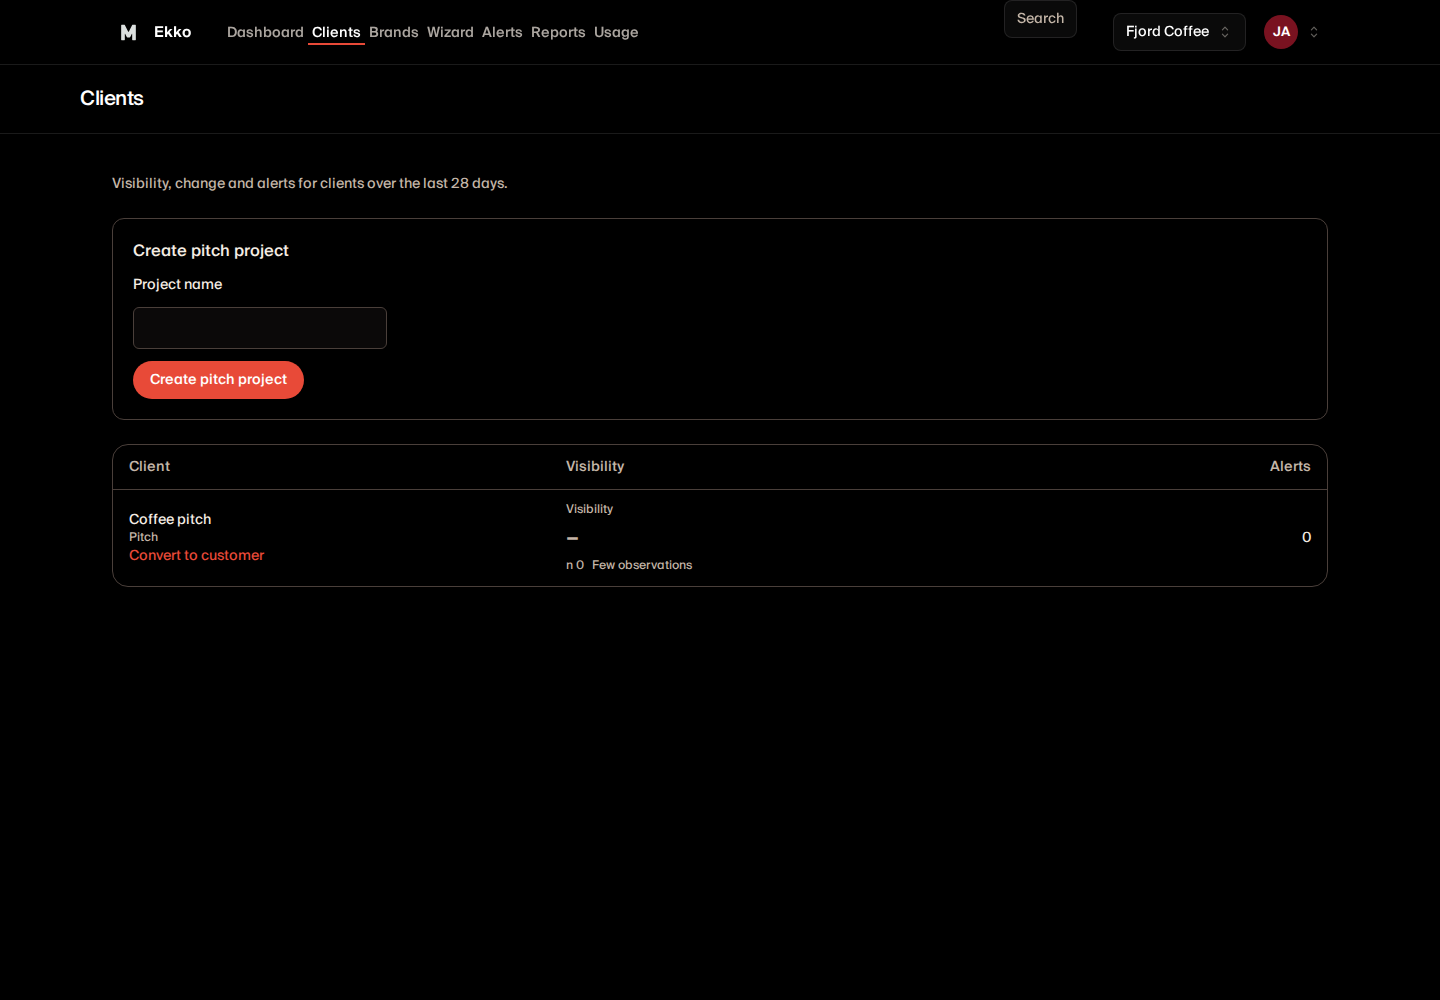 M Ekko Dashboard Clients Brands Wizard Alerts Reports Usage Search Fjord Coffee JA
Clients
Visibility, change and alerts for clients over the last 28 days.
Create pitch project
Project name
Create pitch project
Client Visibility Alerts
Coffee pitch
Pitch
Convert to customer
Visibility
–
n 0 Few observations
0